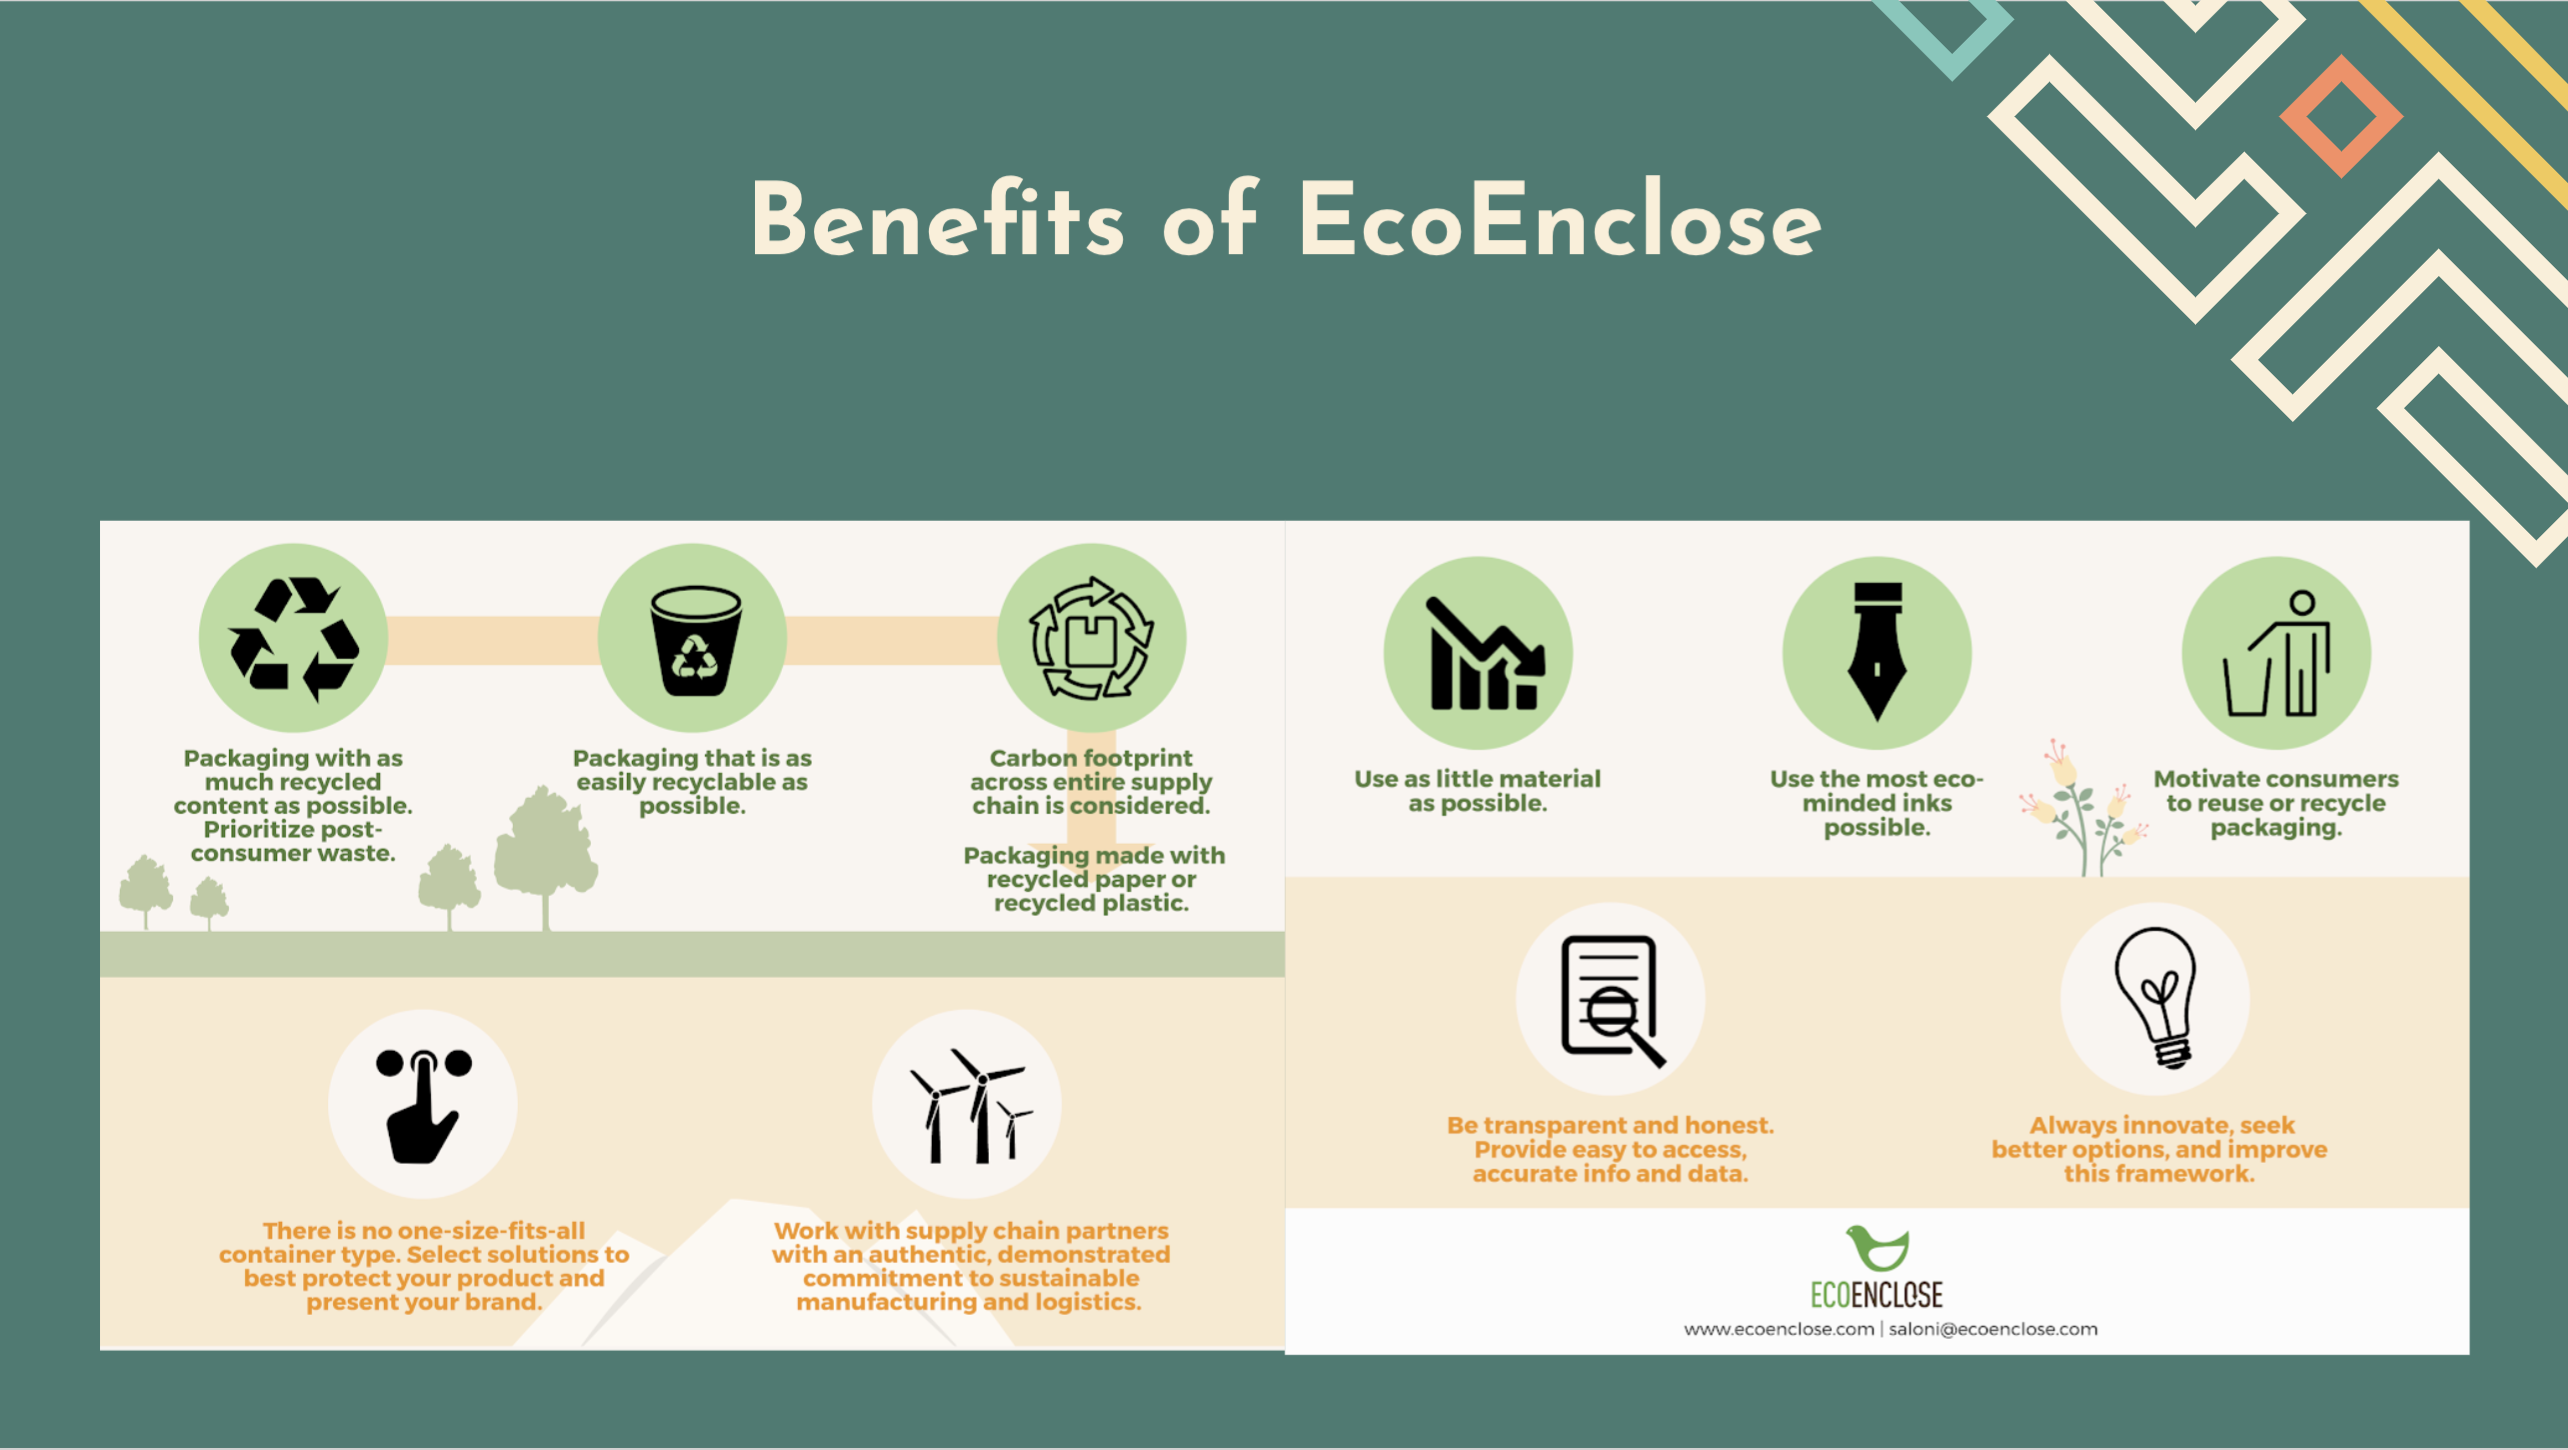 Benefits of EcoEnclose
Packaging with as
much recycled
content as possible.
Prioritize post-
consumer waste.
Packaging that is as
easily recyclable as
possible.
Carbon footprint
across entire supply
chain is considered.
Packaging made with
recycled paper or
recycled plastic.
There is no one-size-fits-all
container type. Select solutions to
best protect your product and
present your brand.
Work with supply chain partners
with an authentic, demonstrated
commitment to sustainable
manufacturing and logistics.
Use as little material
as possible.
Use the most eco-
minded inks
possible.
Motivate consumers
to reuse or recycle
packaging.
Be transparent and honest.
Provide easy to access,
accurate info and data.
Always innovate, seek
better options, and improve
this framework.
ECOENCLOSE
www.ecoenclose.com | saloni@ecoenclose.com